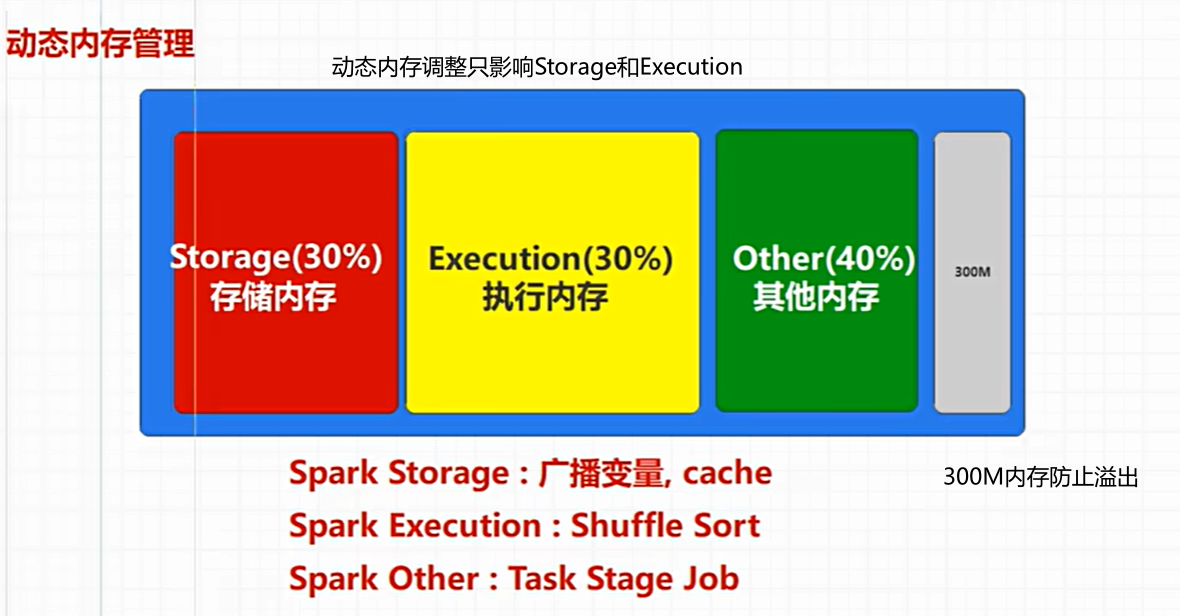 动态内存管理
动态内存调整只影响Storage和Execution
Storage(30%)
存储内存
Execution(30%)
执行内存
Other(40%)
其他内存
300M
Spark Storage : 广播变量, cache
300M内存防止溢出
Spark Execution : Shuffle Sort
Spark Other : Task Stage Job